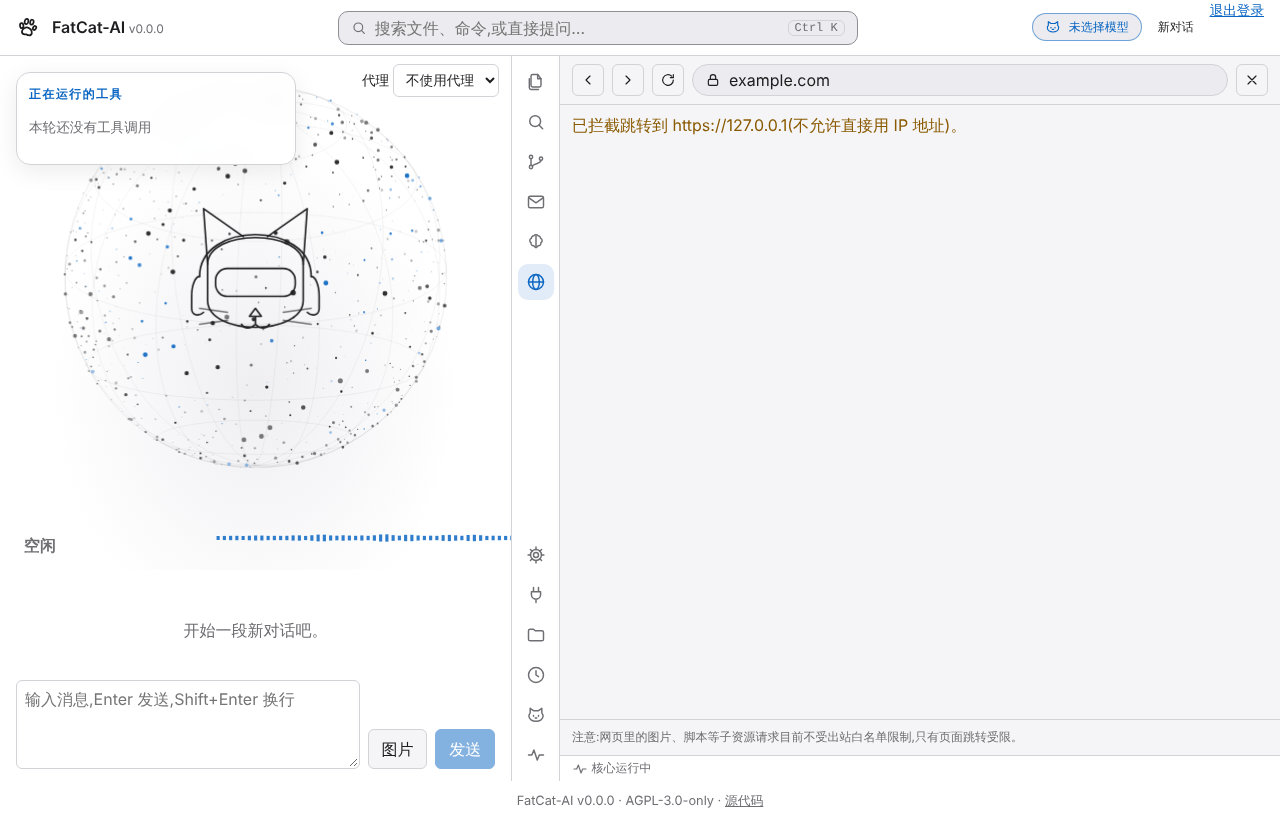 FatCat-AI v0.0.0
搜索文件、命令,或直接提问...
Ctrl K
未选择模型
新对话
退出登录
正在运行的工具
本轮还没有工具调用
代理
不使用代理
example.com
已拦截跳转到 https://127.0.0.1(不允许直接用 IP 地址)。
空闲
开始一段新对话吧。
输入消息,Enter 发送,Shift+Enter 换行
图片
发送
注意:网页里的图片、脚本等子资源请求目前不受出站白名单限制,只有页面跳转受限。
核心运行中
FatCat-AI v0.0.0 · AGPL-3.0-only · 源代码